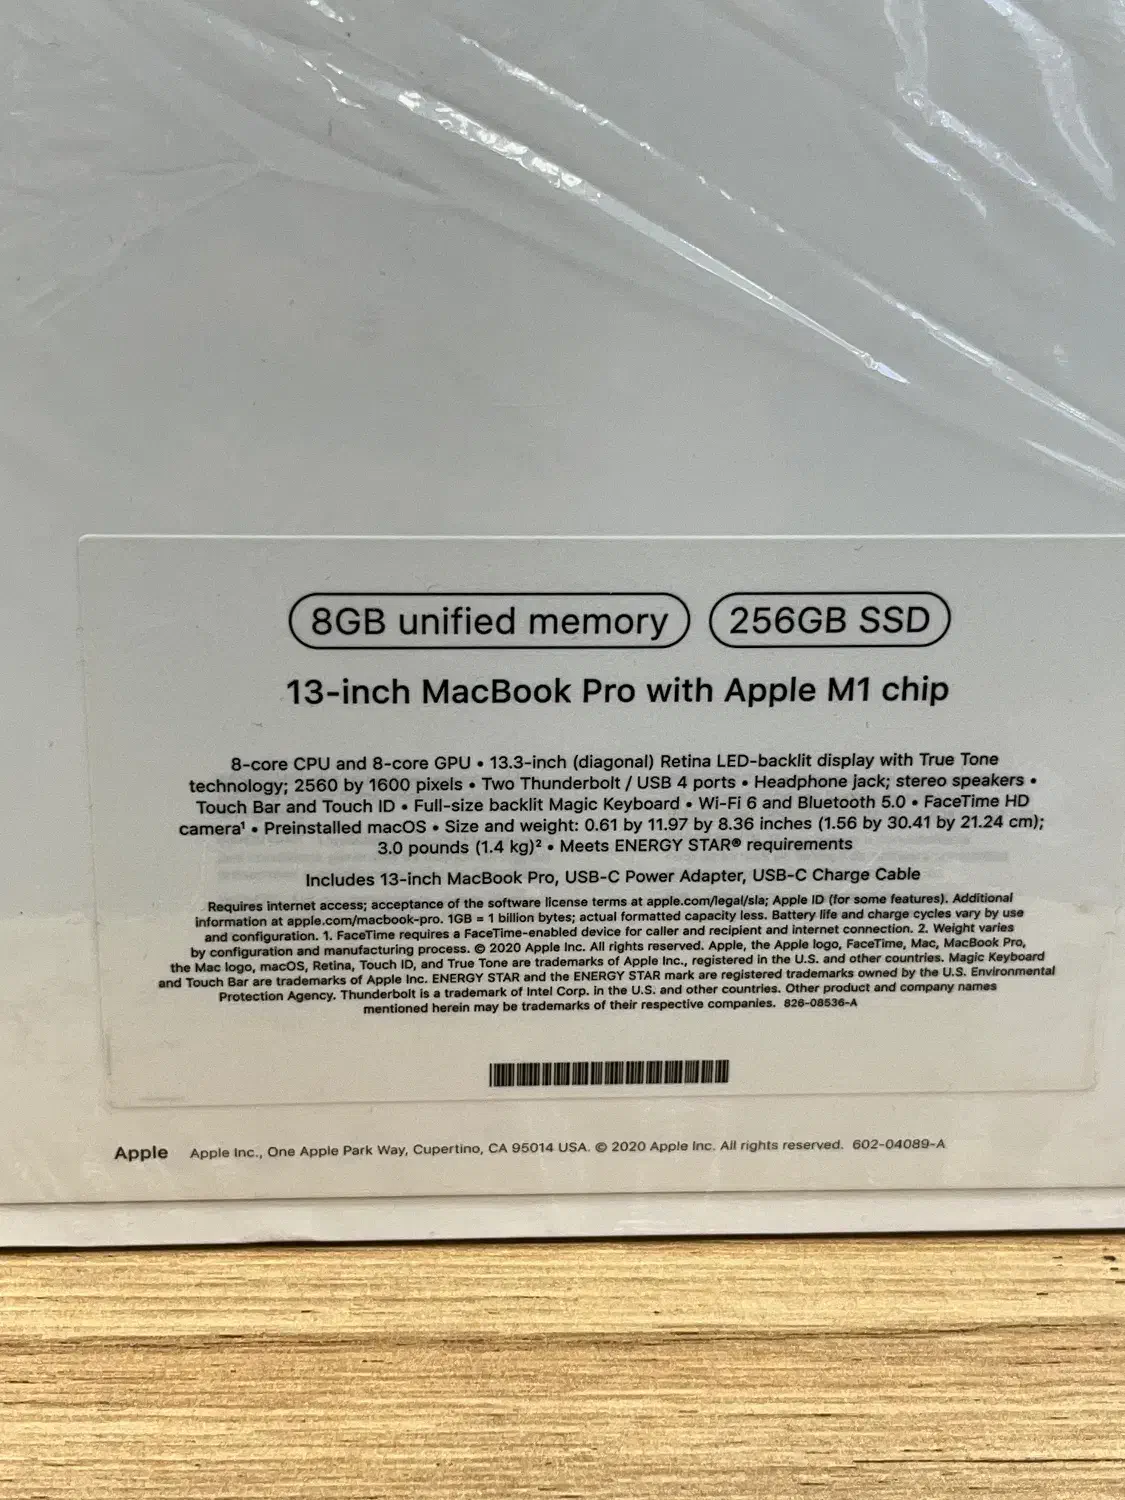 8GB unified memory 256GB SSD
13-inch MacBook Pro with Apple M1 chip
8-core CPU and 8-core GPU • 13.3-inch (diagonal) Retina LED-backlit display with True Tone
technology; 2560 by 1600 pixels • Two Thunderbolt / USB 4 ports • Headphone jack; stereo speakers •
Touch Bar and Touch ID • Full-size backlit Magic Keyboard • Wi-Fi 6 and Bluetooth 5.0 • FaceTime HD
camera¹ • Preinstalled macOS • Size and weight: 0.61 by 11.97 by 8.36 inches (1.56 by 30.41 by 21.24 cm);
3.0 pounds (1.4 kg)² • Meets ENERGY STAR® requirements
Includes 13-inch MacBook Pro, USB-C Power Adapter, USB-C Charge Cable
Requires internet access; acceptance of the software license terms at apple.com/legal/sla; Apple ID (for some features). Additional
information at apple.com/macbook-pro. 1GB = 1 billion bytes; actual formatted capacity less. Battery life and charge cycles vary by use
and configuration. 1. FaceTime requires a FaceTime-enabled device for caller and recipient and internet connection. 2. Weight varies
by configuration and manufacturing process. © 2020 Apple Inc. All rights reserved. Apple, the Apple logo, FaceTime, Mac, MacBook Pro,
the Mac logo, macOS, Retina, Touch ID, and True Tone are trademarks of Apple Inc., registered in the U.S. and other countries. Magic Keyboard
and Touch Bar are trademarks of Apple Inc. ENERGY STAR and the ENERGY STAR mark are registered trademarks owned by the U.S. Environmental
Protection Agency. Thunderbolt is a trademark of Intel Corp. in the U.S. and other countries. Other product and company names
mentioned herein may be trademarks of their respective companies. 826-08536-A
Apple Apple Inc., One Apple Park Way, Cupertino, CA 95014 USA. © 2020 Apple Inc. All rights reserved. 602-04089-A